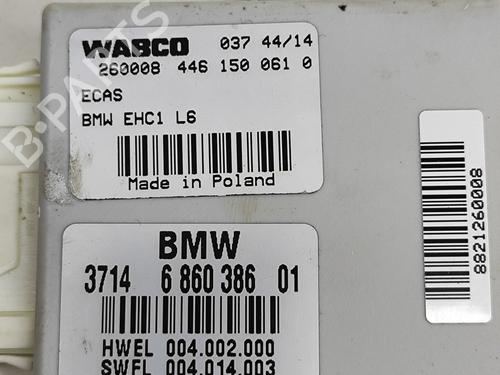 WABCO 037 44/14
260008 446 150 061 0
ECAS
BMW EHC1 L6
Made in Poland
BMW
3714 6 860 386 01
HWEL 004.002.000
SWFL 004.014.003
8821260008
B-PARTS